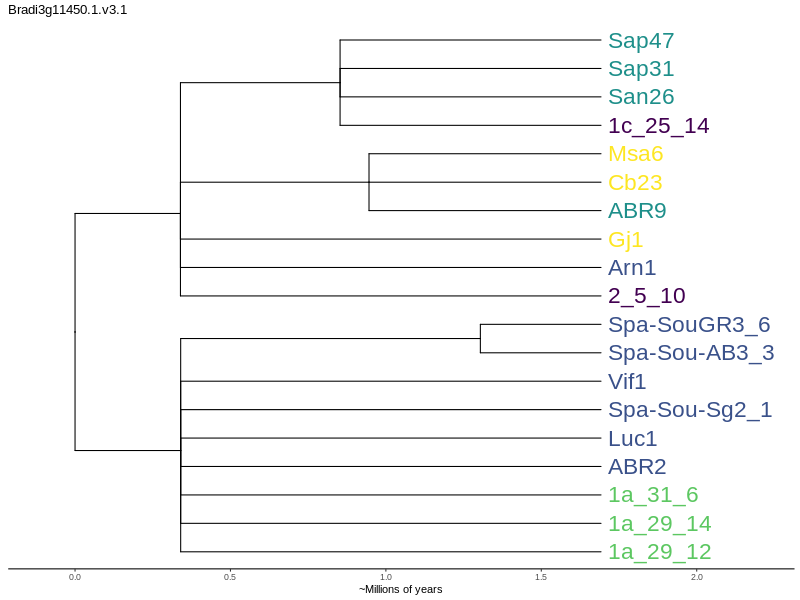 Bradi3g11450.1.v3.1
Sap47
Sap31
San26
1c_25_14
Msa6
Cb23
ABR9
Gj1
Arn1
2_5_10
Spa-SouGR3_6
Spa-Sou-AB3_3
Vif1
Spa-Sou-Sg2_1
Luc1
ABR2
1a_31_6
1a_29_14
1a_29_12
0.0 0.5 1.0 1.5 2.0
~Millions of years